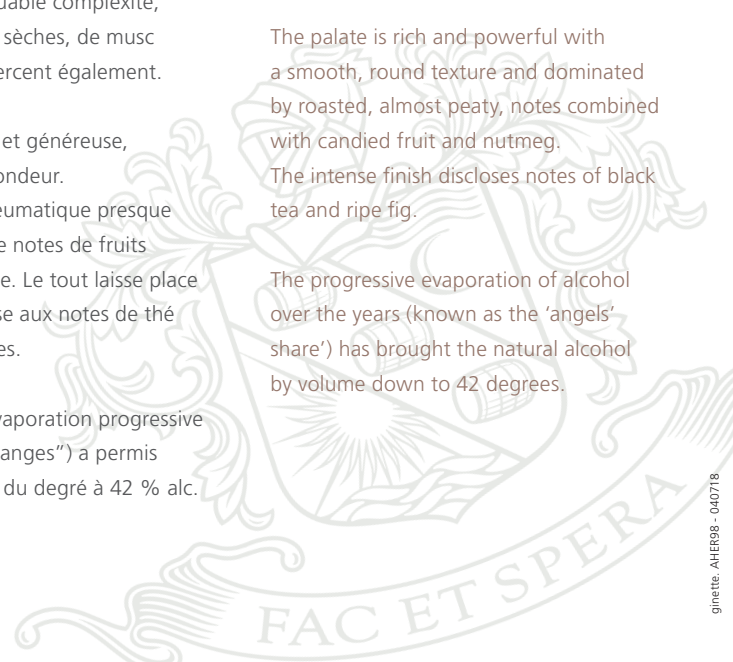 uable complexité,
sèches, de musc
ercent également.
et généreuse,
ondeur.
eumatique presque
e notes de fruits
e. Le tout laisse place
se aux notes de thé
es.
vaporation progressive
anges”) a permis
du degré à 42 % alc.
The palate is rich and powerful with
a smooth, round texture and dominated
by roasted, almost peaty, notes combined
with candied fruit and nutmeg.
The intense finish discloses notes of black
tea and ripe fig.
The progressive evaporation of alcohol
over the years (known as the ‘angels’
share’) has brought the natural alcohol
by volume down to 42 degrees.
ginette. AHER98 - 040718
FAC ET SPERA